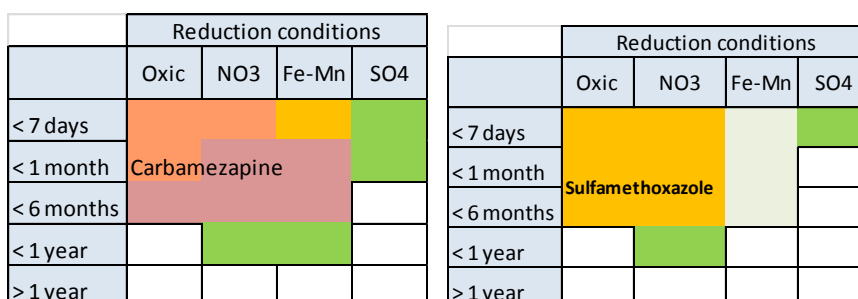 Reduction conditions
Oxic NO3 Fe-Mn SO4
< 7 days
< 1 month Carbamezapine
< 6 months
< 1 year
> 1 year
Reduction conditions
Oxic NO3 Fe-Mn SO4
< 7 days
< 1 month
Sulfamethoxazole
< 6 months
< 1 year
> 1 year